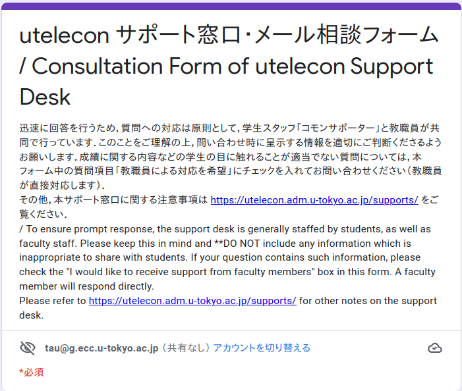 utelecon サポート窓口・メール相談フォーム
/ Consultation Form of utelecon Support
Desk
迅速に回答を行うため，質問への対応は原則として，学生スタッフ「コモンサポーター」と教職員が共
同で行っています．このことをご理解の上，問い合わせ時に呈示する情報を適切にご判断くださるよう
お願いします．成績に関する内容などの学生の目に触れることが適当でない質問については，本
フォーム中の質問項目「教職員による対応を希望」にチェックを入れてお問い合わせください（教職員
が直接対応します）．
その他，本サポート窓口に関する注意事項は https://utelecon.adm.u-tokyo.ac.jp/supports/ をご
覧ください．
/ To ensure prompt response, the support desk is generally staffed by students, as well as
faculty staff. Please keep this in mind and **DO NOT include any information which is
inappropriate to share with students. If your question contains such information, please
check the "I would like to receive support from faculty members" box in this form. A faculty
member will respond directly.
Please refer to https://utelecon.adm.u-tokyo.ac.jp/supports/ for other notes on the support
desk.
tau@g.ecc.u-tokyo.ac.jp（共有なし）アカウントを切り替える
*必須